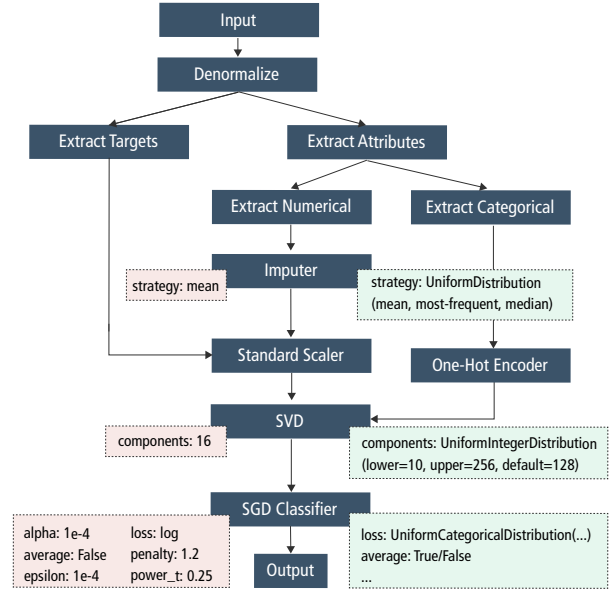 Input
Denormalize
Extract Targets
Extract Attributes
Extract Numerical
Extract Categorical
Imputer
strategy: mean
strategy: UniformDistribution
(mean, most-frequent, median)
Standard Scaler
One-Hot Encoder
SVD
components: 16
components: UniformIntegerDistribution
(lower=10, upper=256, default=128)
SGD Classifier
alpha: 1e-4 loss: log
average: False penalty: 1.2
epsilon: 1e-4 power_t: 0.25
loss: UniformCategoricalDistribution(...)
average: True/False
...
Output